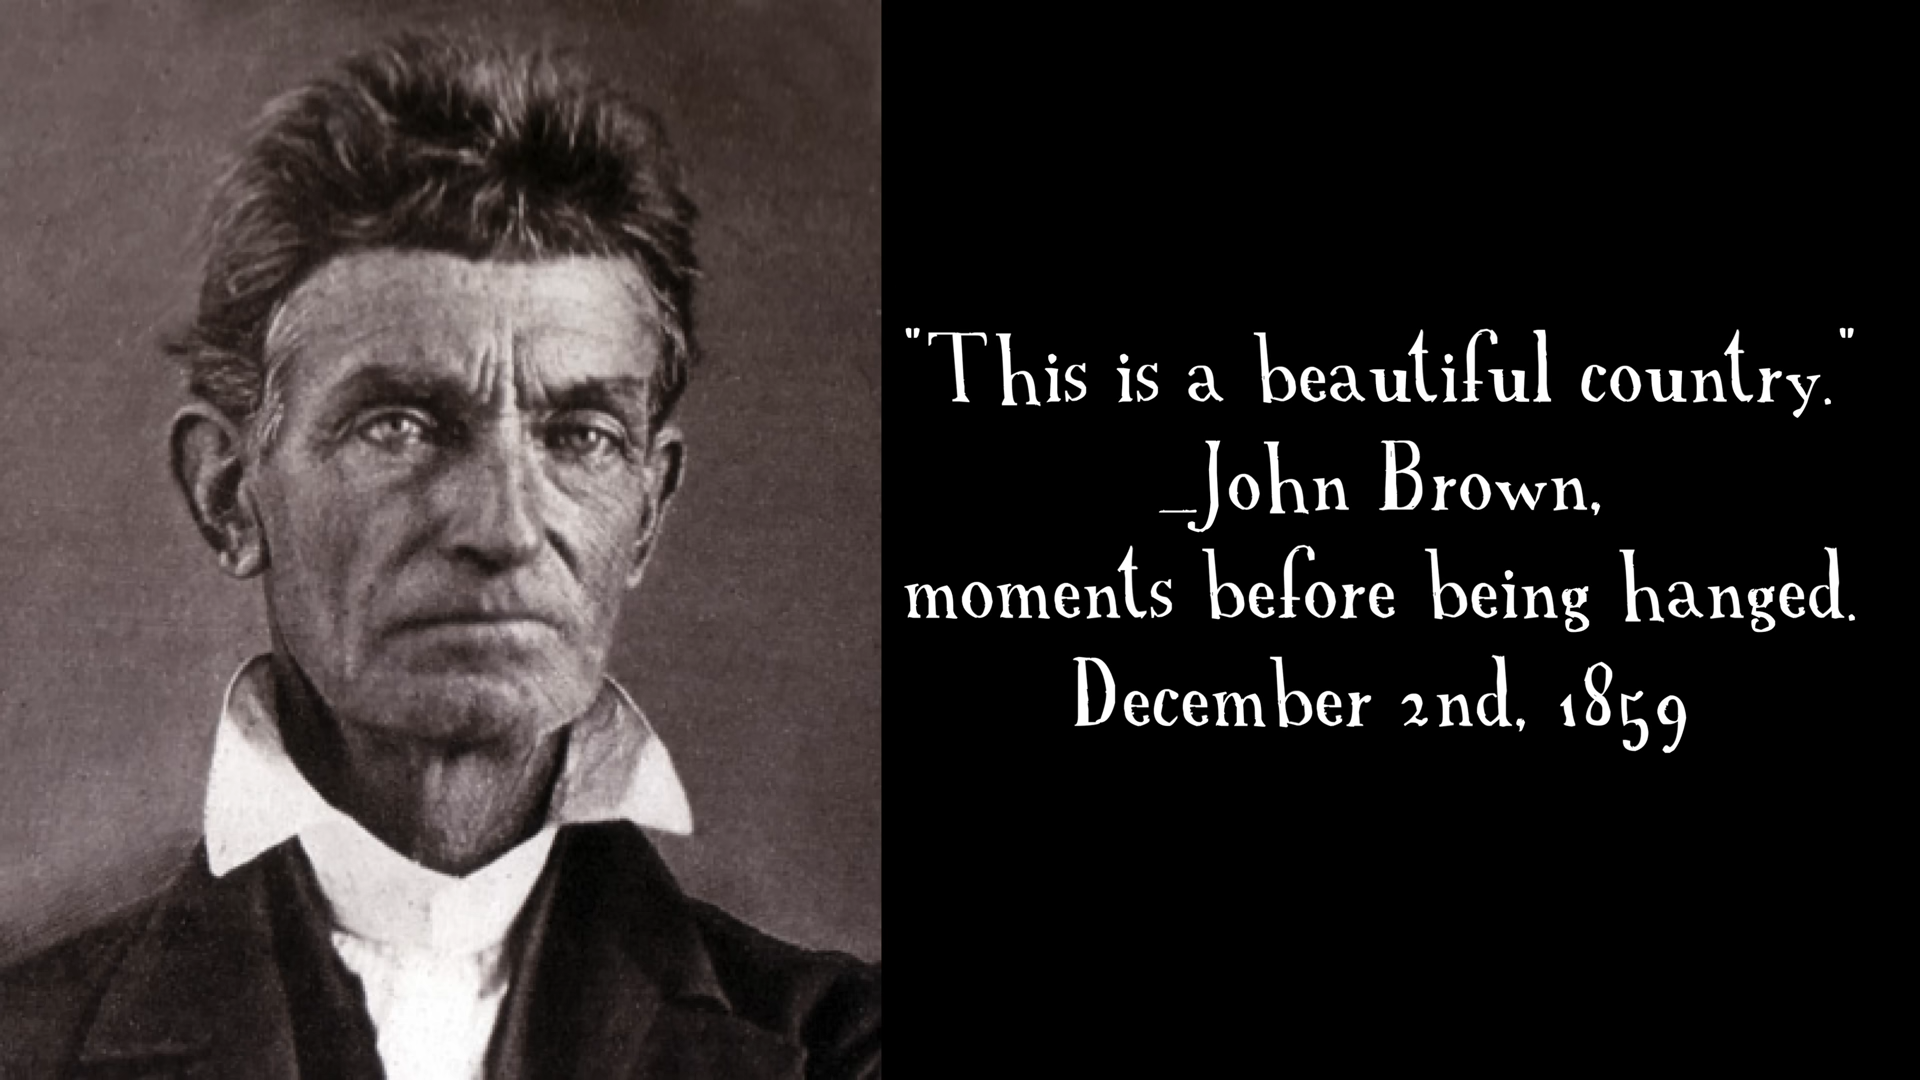 "This is a beautiful country."
_John Brown,
moments before being hanged.
December 2nd, 1859